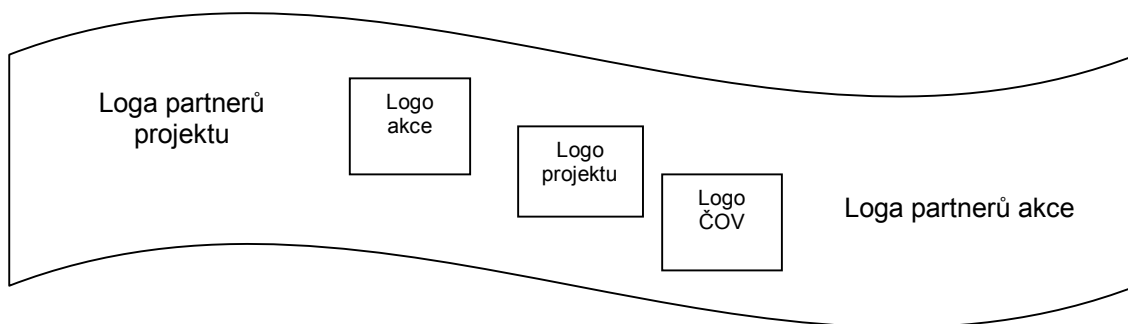 Loga partnerů
projektu
Logo
akce
Logo
projektu
Logo
ČOV
Loga partnerů akce